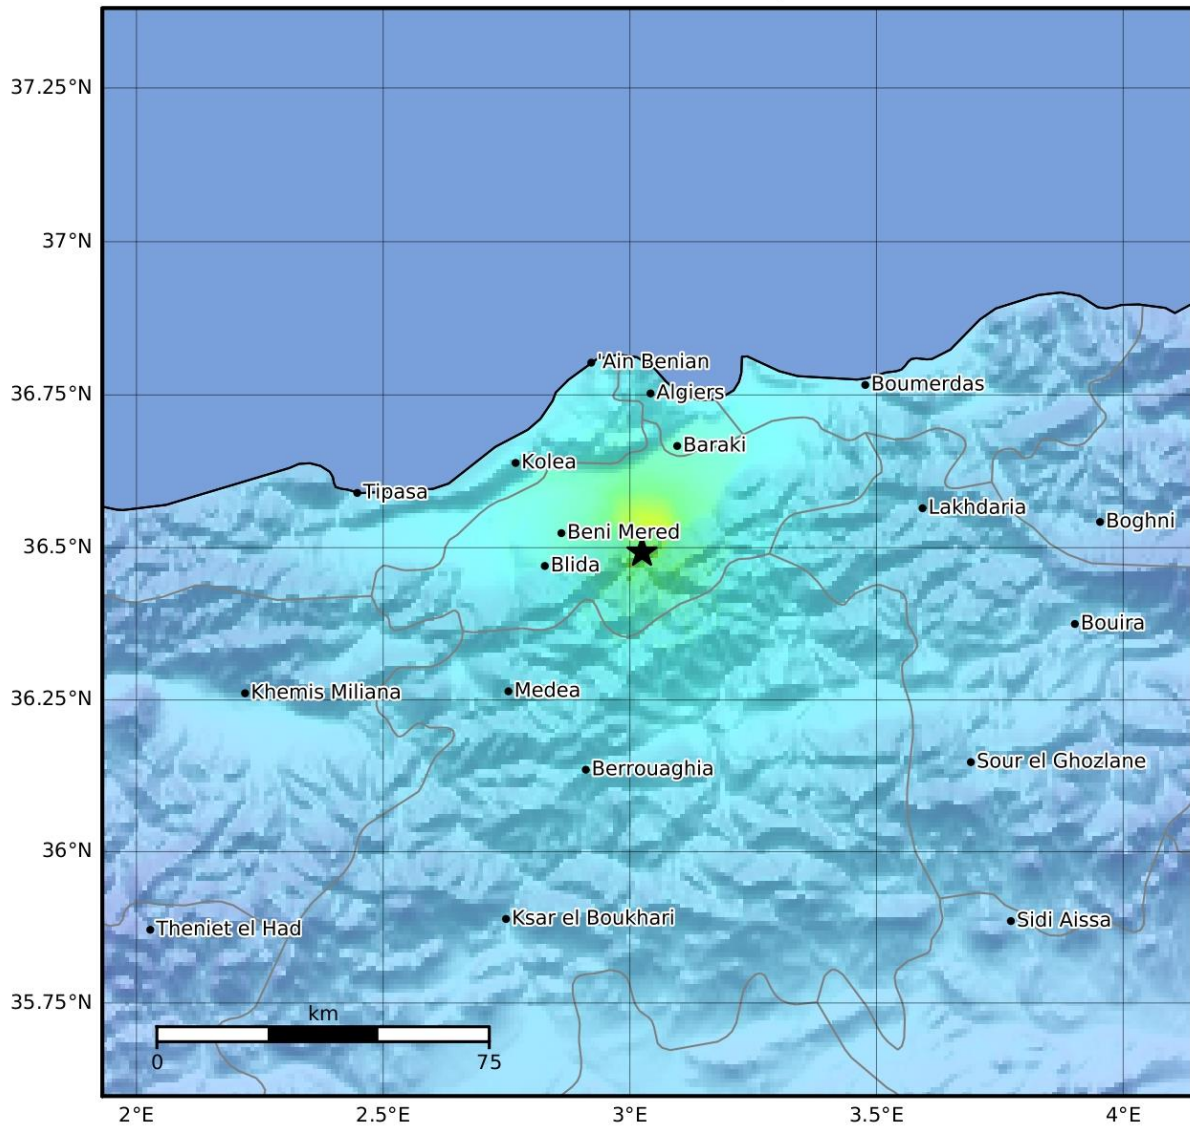 37.25°N
37°N
'Ain Benian
36.75°N
Algiers
Boumerdas
Baraki
Kolea
Tipasa
Lakhdaria
Boghni
Beni Mered
36.5°N
Blida
Bouira
Khemis Miliana
Medea
36.25°N
Sour el Ghozlane
Berrouaghia
36°N
Ksar el Boukhari
Sidi Aissa
Theniet el Had
35.75°N
km
0
75
2°E
2.5°E
3°E
3.5°E
4°E